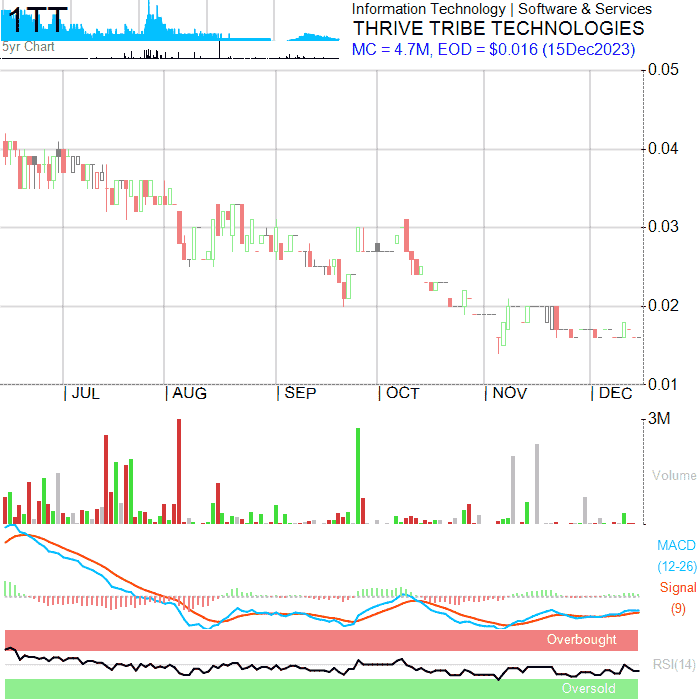 1TT
5yr Chart
Information Technology | Software & Services
THRIVE TRIBE TECHNOLOGIES
MC = 4.7M, EOD = $0.016 (15Dec2023)
0.05
0.04
0.03
0.02
0.01
| JUL | AUG | SEP | OCT | NOV | DEC
3M
Volume
MACD
(12-26)
Signal
(9)
Overbought
RSI(14)
Oversold